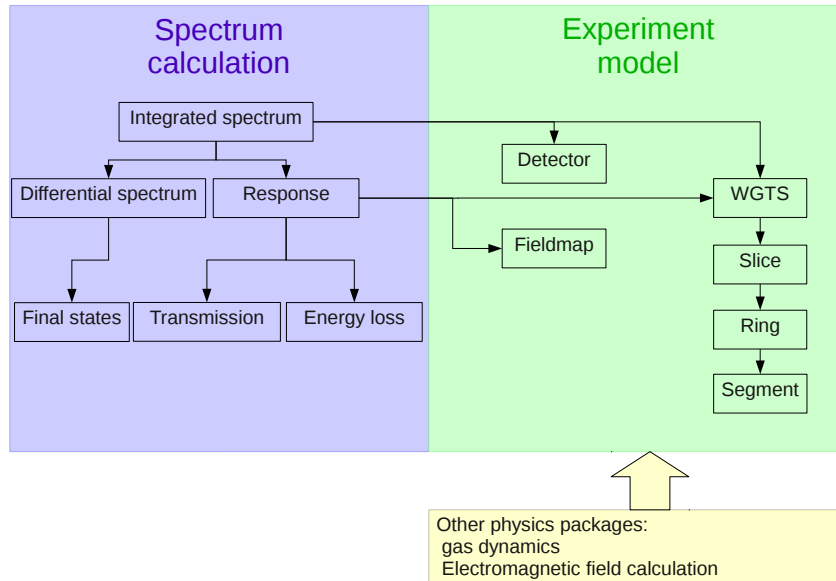 Spectrum
calculation
Experiment
model
Integrated spectrum
Detector
Differential spectrum
Response
WGTS
Fieldmap
Slice
Final states
Transmission
Energy loss
Ring
Segment
Other physics packages:
gas dynamics
Electromagnetic field calculation